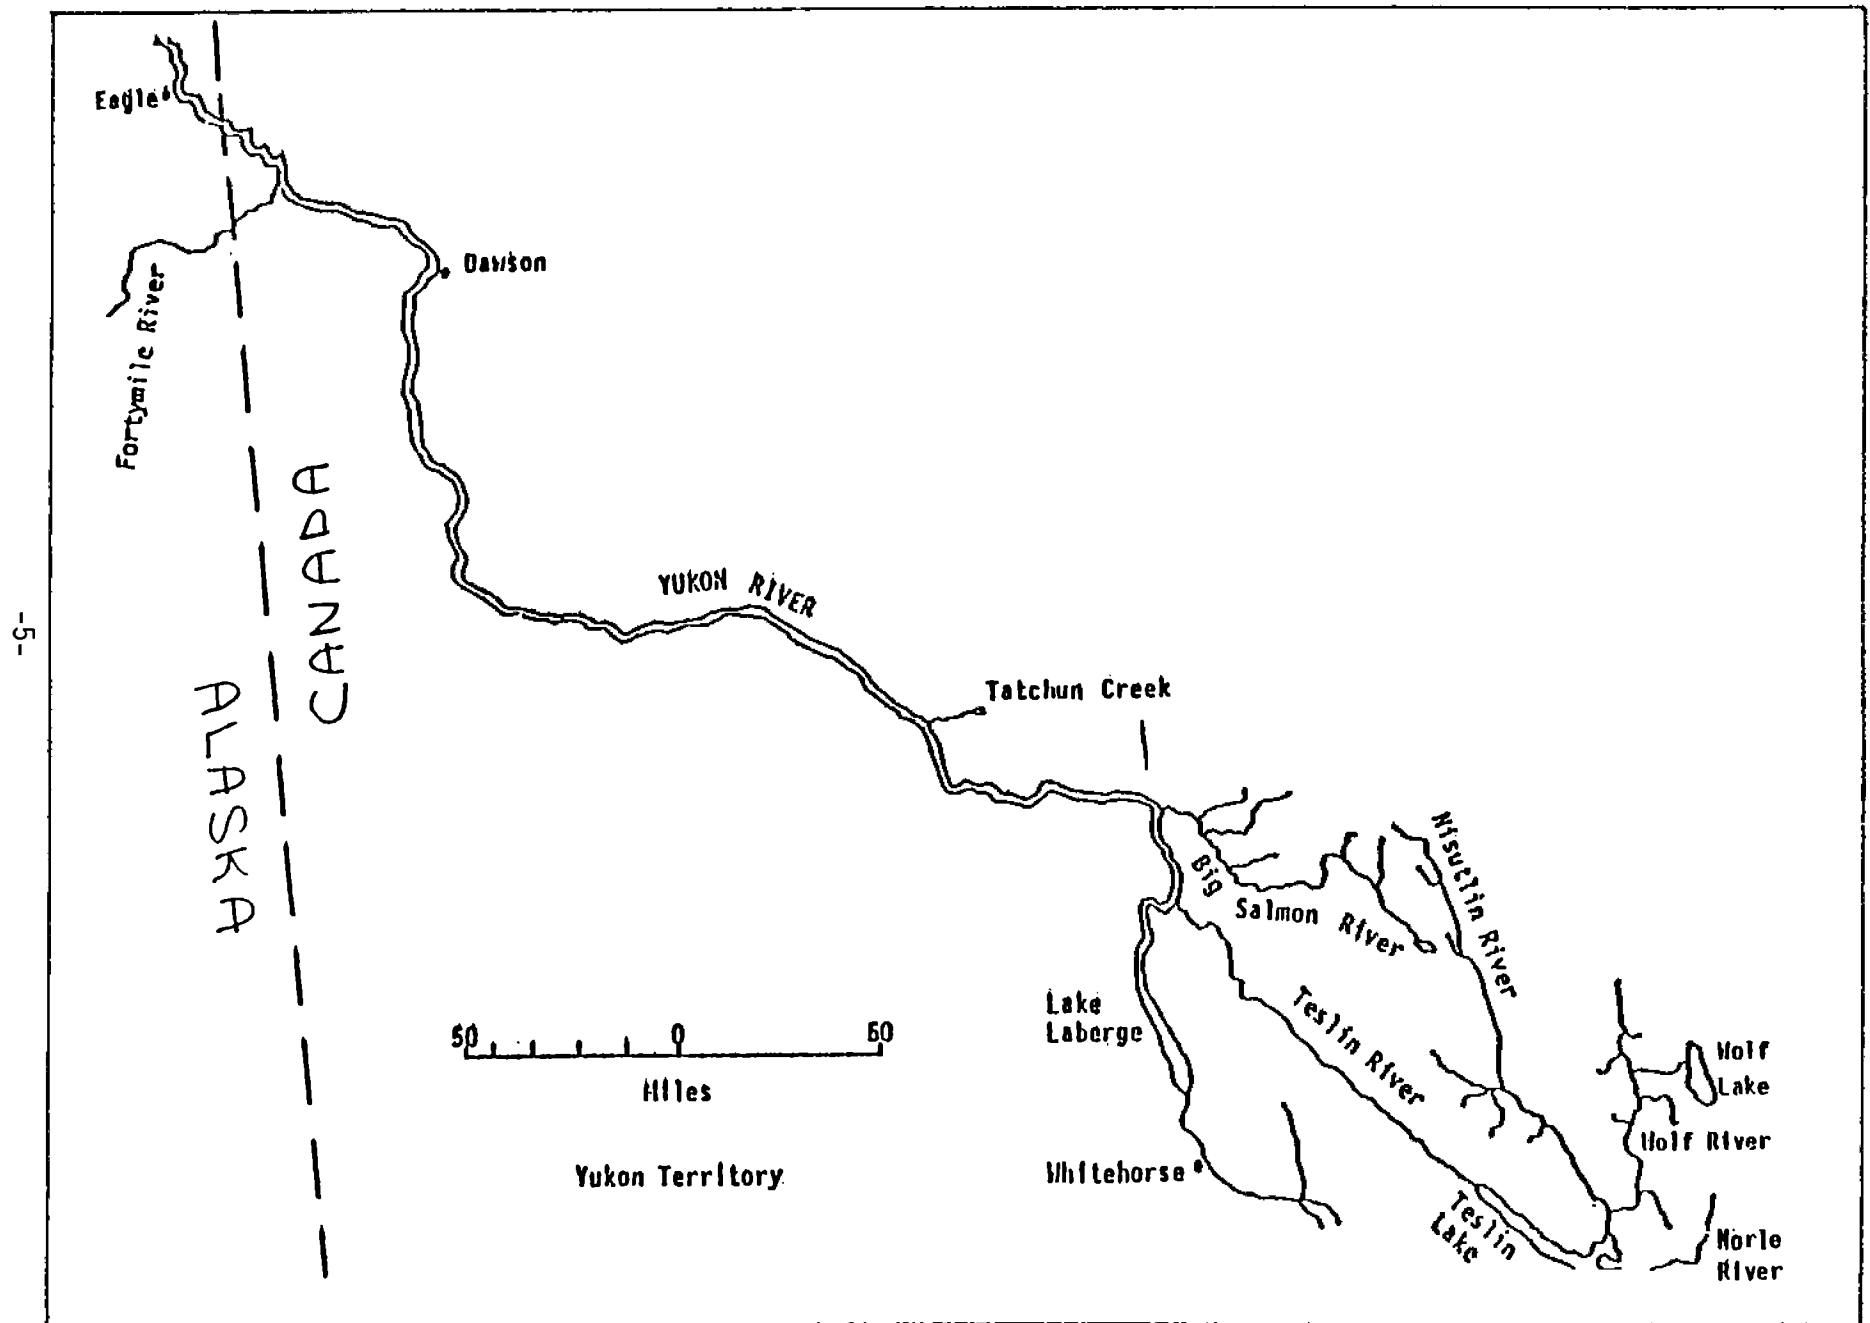 Eagle
Dawson
Fortymile River
CANADA
ALASKA
YUKON RIVER
Tatchun Creek
Big
Salmon River
Nisutlin River
Teslin River
Lake
Laberge
50 0 50
Miles
Yukon Territory
Whitehorse
Wolf
Lake
Wolf River
Teslin
Lake
Morle
River
-5-